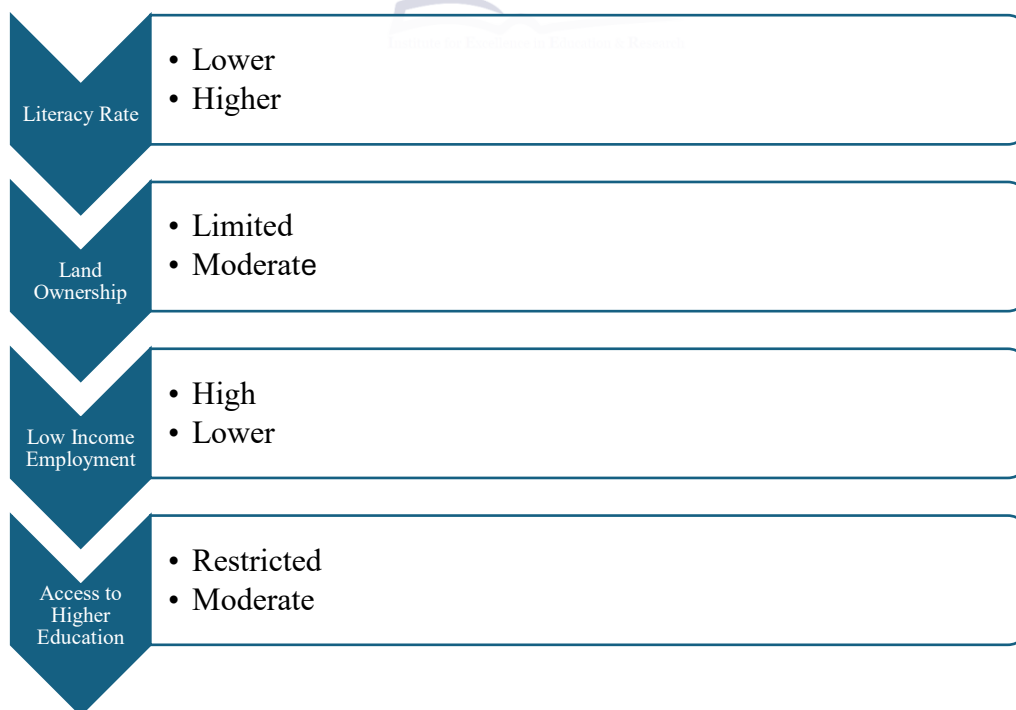 Literacy Rate
• Lower
• Higher
Land
Ownership
• Limited
• Moderate
Low Income
Employment
• High
• Lower
Access to
Higher
Education
• Restricted
• Moderate